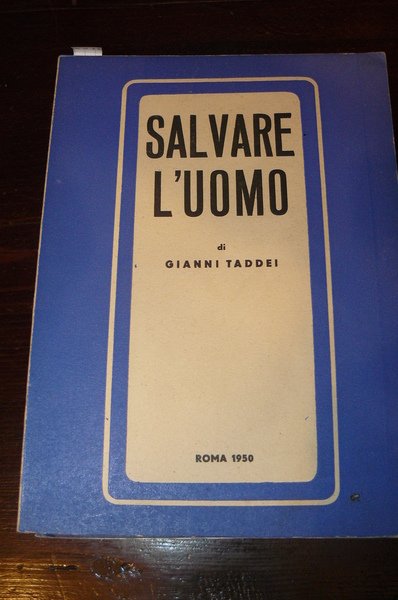 SALVARE
L'UOMO
di
GIANNI TADDEI
ROMA 1950